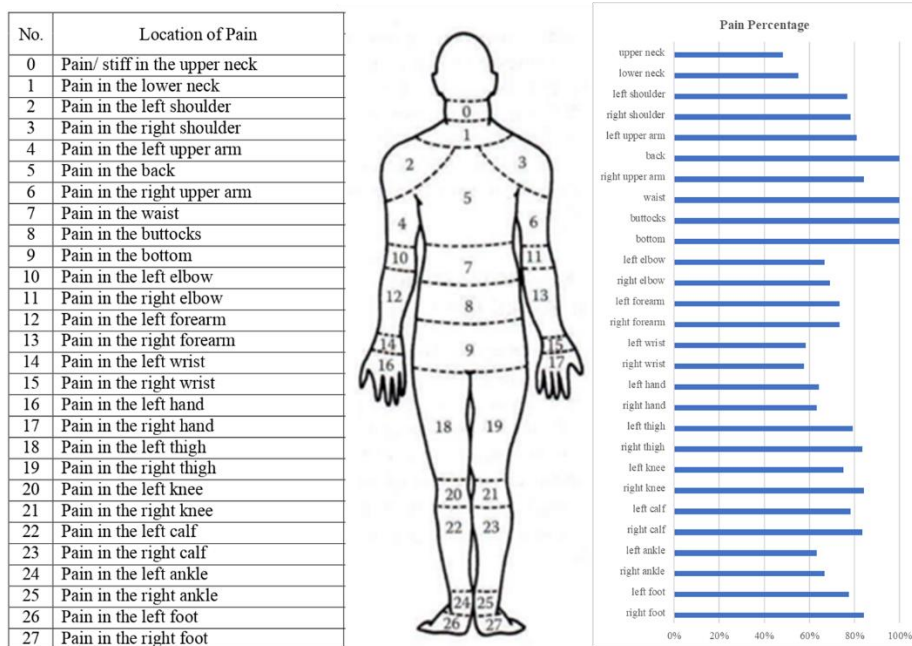 No. Location of Pain
0 Pain/ stiff in the upper neck
1 Pain in the lower neck
2 Pain in the left shoulder
3 Pain in the right shoulder
4 Pain in the left upper arm
5 Pain in the back
6 Pain in the right upper arm
7 Pain in the waist
8 Pain in the buttocks
9 Pain in the bottom
10 Pain in the left elbow
11 Pain in the right elbow
12 Pain in the left forearm
13 Pain in the right forearm
14 Pain in the left wrist
15 Pain in the right wrist
16 Pain in the left hand
17 Pain in the right hand
18 Pain in the left thigh
19 Pain in the right thigh
20 Pain in the left knee
21 Pain in the right knee
22 Pain in the left calf
23 Pain in the right calf
24 Pain in the left ankle
25 Pain in the right ankle
26 Pain in the left foot
27 Pain in the right foot
0
1
2 3
5
4 6
10 11
7
12 13
8
14 15
9
16 17
18 19
20 21
22 23
24 25
26 27
Pain Percentage
upper neck
lower neck
left shoulder
right shoulder
left upper arm
back
right upper arm
waist
buttocks
bottom
left elbow
right elbow
left forearm
right forearm
left wrist
right wrist
left hand
right hand
left thigh
right thigh
left knee
right knee
left calf
right calf
left ankle
right ankle
left foot
right foot
0% 20% 40% 60% 80% 100%